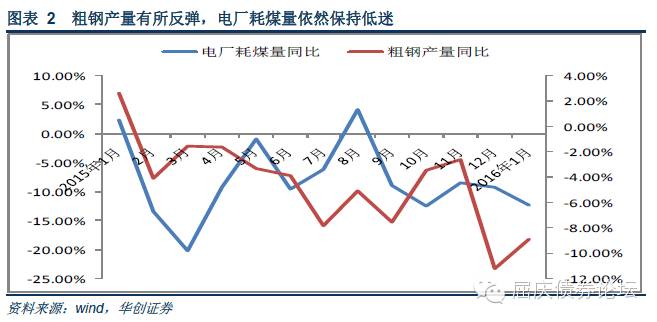 图表 2 粗钢产量有所反弹，电厂耗煤量依然保持低迷
电厂耗煤量同比 粗钢产量同比
10.00%
5.00%
0.00%
-5.00%
-10.00%
-15.00%
-20.00%
-25.00%
4.00%
2.00%
0.00%
-2.00%
-4.00%
-6.00%
-8.00%
-10.00%
-12.00%
2015年1月
2月
3月
4月
5月
6月
7月
8月
9月
10月
11月
12月
2016年1月
屈庆债券论坛
资料来源：wind，华创证券